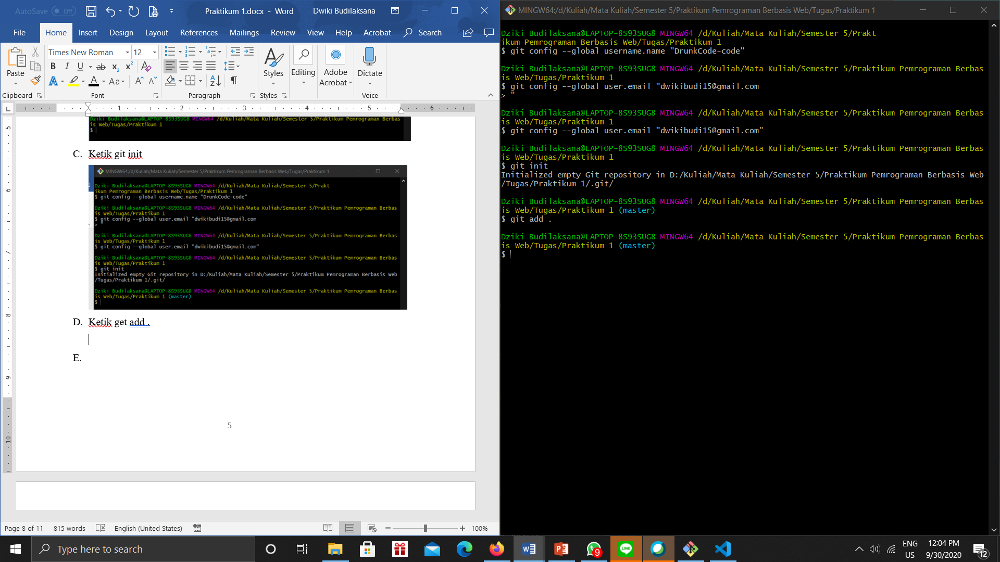 AutoSave Off Praktikum 1.docx - Word Dwiki Budilaksana
File Home Insert Design Layout References Mailings Review View Help Acrobat Search
Times New Roman 12
Paste Styles Editing Adobe Acrobat Dictate
Clipboard Font Paragraph Styles Voice
1 2 3 4 5 6
Dziki Budilaksana@LAPTOP-8S93SUG8 MINGW64 /d/Kuliah/Mata Kuliah/Semester 5/Praktikum Pemrograman Berbas
is Web/Tugas/Praktikum 1
$
C. Ketik git init
MINGW64:/d/Kuliah/Mata Kuliah/Semester 5/Praktikum Pemrograman Berbasis Web/Tugas/Praktikum 1
Dziki Budilaksana@LAPTOP-8S93SUG8 MINGW64 /d/Kuliah/Mata Kuliah/Semester 5/Prakt
ikum Pemrograman Berbasis Web/Tugas/Praktikum 1
$ git config --global username.name "DrunkCode-code"
Dziki Budilaksana@LAPTOP-8S93SUG8 MINGW64 /d/Kuliah/Mata Kuliah/Semester 5/Praktikum Pemrograman Berbas
is Web/Tugas/Praktikum 1
$ git config --global user.email "dwikibudi15@gmail.com
> "
Dziki Budilaksana@LAPTOP-8S93SUG8 MINGW64 /d/Kuliah/Mata Kuliah/Semester 5/Praktikum Pemrograman Berbas
is Web/Tugas/Praktikum 1
$ git config --global user.email "dwikibudi15@gmail.com"
Dziki Budilaksana@LAPTOP-8S93SUG8 MINGW64 /d/Kuliah/Mata Kuliah/Semester 5/Praktikum Pemrograman Berbas
is Web/Tugas/Praktikum 1
$ git init
Initialized empty Git repository in D:/Kuliah/Mata Kuliah/Semester 5/Praktikum Pemrograman Berbasis Web
/Tugas/Praktikum 1/.git/
Dziki Budilaksana@LAPTOP-8S93SUG8 MINGW64 /d/Kuliah/Mata Kuliah/Semester 5/Praktikum Pemrograman Berbas
is Web/Tugas/Praktikum 1 (master)
$
D. Ketik get add .
E.
5
5
6
7
8
9
10
Page 8 of 11 815 words English (United States) 100%
MINGW64:/d/Kuliah/Mata Kuliah/Semester 5/Praktikum Pemrograman Berbasis Web/Tugas/Praktikum 1
Dziki Budilaksana@LAPTOP-8S93SUG8 MINGW64 /d/Kuliah/Mata Kuliah/Semester 5/Prakt
ikum Pemrograman Berbasis Web/Tugas/Praktikum 1
$ git config --global username.name "DrunkCode-code"
Dziki Budilaksana@LAPTOP-8S93SUG8 MINGW64 /d/Kuliah/Mata Kuliah/Semester 5/Praktikum Pemrograman Berbas
is Web/Tugas/Praktikum 1
$ git config --global user.email "dwikibudi15@gmail.com
> "
Dziki Budilaksana@LAPTOP-8S93SUG8 MINGW64 /d/Kuliah/Mata Kuliah/Semester 5/Praktikum Pemrograman Berbas
is Web/Tugas/Praktikum 1
$ git config --global user.email "dwikibudi15@gmail.com"
Dziki Budilaksana@LAPTOP-8S93SUG8 MINGW64 /d/Kuliah/Mata Kuliah/Semester 5/Praktikum Pemrograman Berbas
is Web/Tugas/Praktikum 1
$ git init
Initialized empty Git repository in D:/Kuliah/Mata Kuliah/Semester 5/Praktikum Pemrograman Berbasis Web
/Tugas/Praktikum 1/.git/
Dziki Budilaksana@LAPTOP-8S93SUG8 MINGW64 /d/Kuliah/Mata Kuliah/Semester 5/Praktikum Pemrograman Berbas
is Web/Tugas/Praktikum 1 (master)
$ git add .
Dziki Budilaksana@LAPTOP-8S93SUG8 MINGW64 /d/Kuliah/Mata Kuliah/Semester 5/Praktikum Pemrograman Berbas
is Web/Tugas/Praktikum 1 (master)
$
Type here to search
9
LINE
ENG
US
12:04 PM
9/30/2020
12